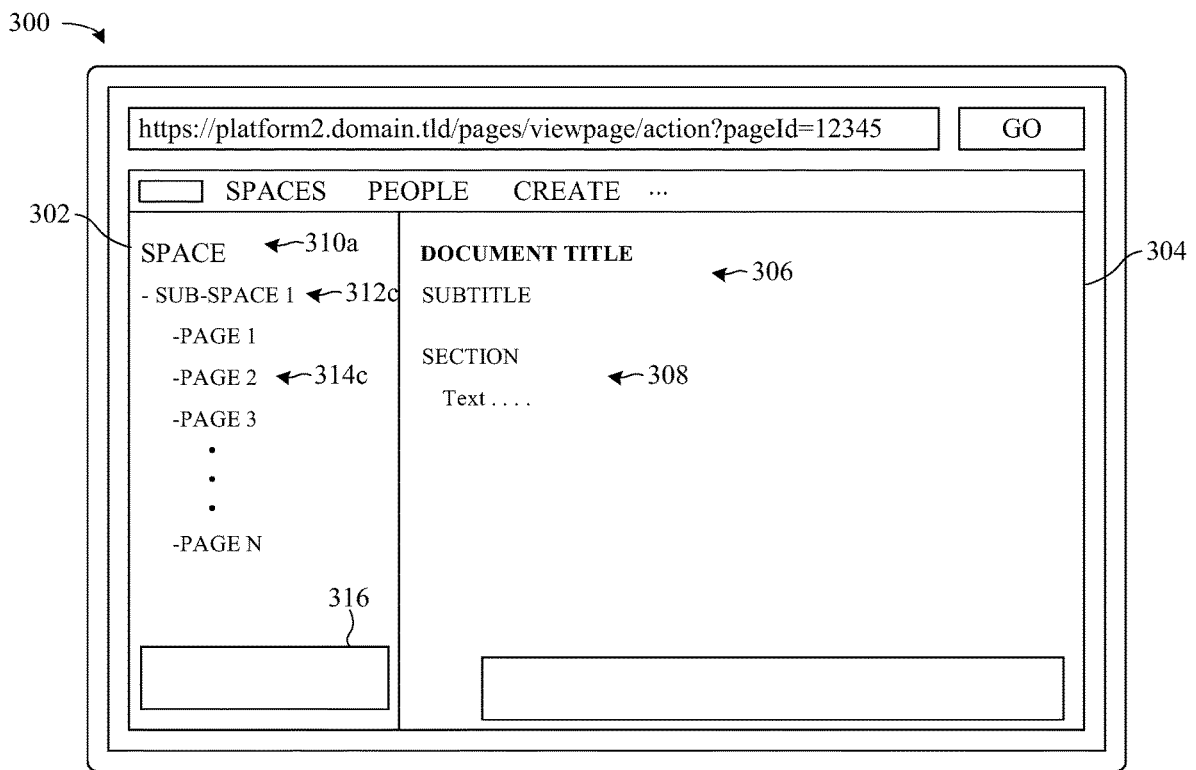 300
https://platform2.domain.tld/pages/viewpage/action?pageId=12345 GO
SPACES PEOPLE CREATE ...
302
SPACE 310a
- SUB-SPACE 1 312c
-PAGE 1
-PAGE 2 314c
-PAGE 3
-PAGE N
316
DOCUMENT TITLE
306
304
SUBTITLE
SECTION
308
Text . . . .